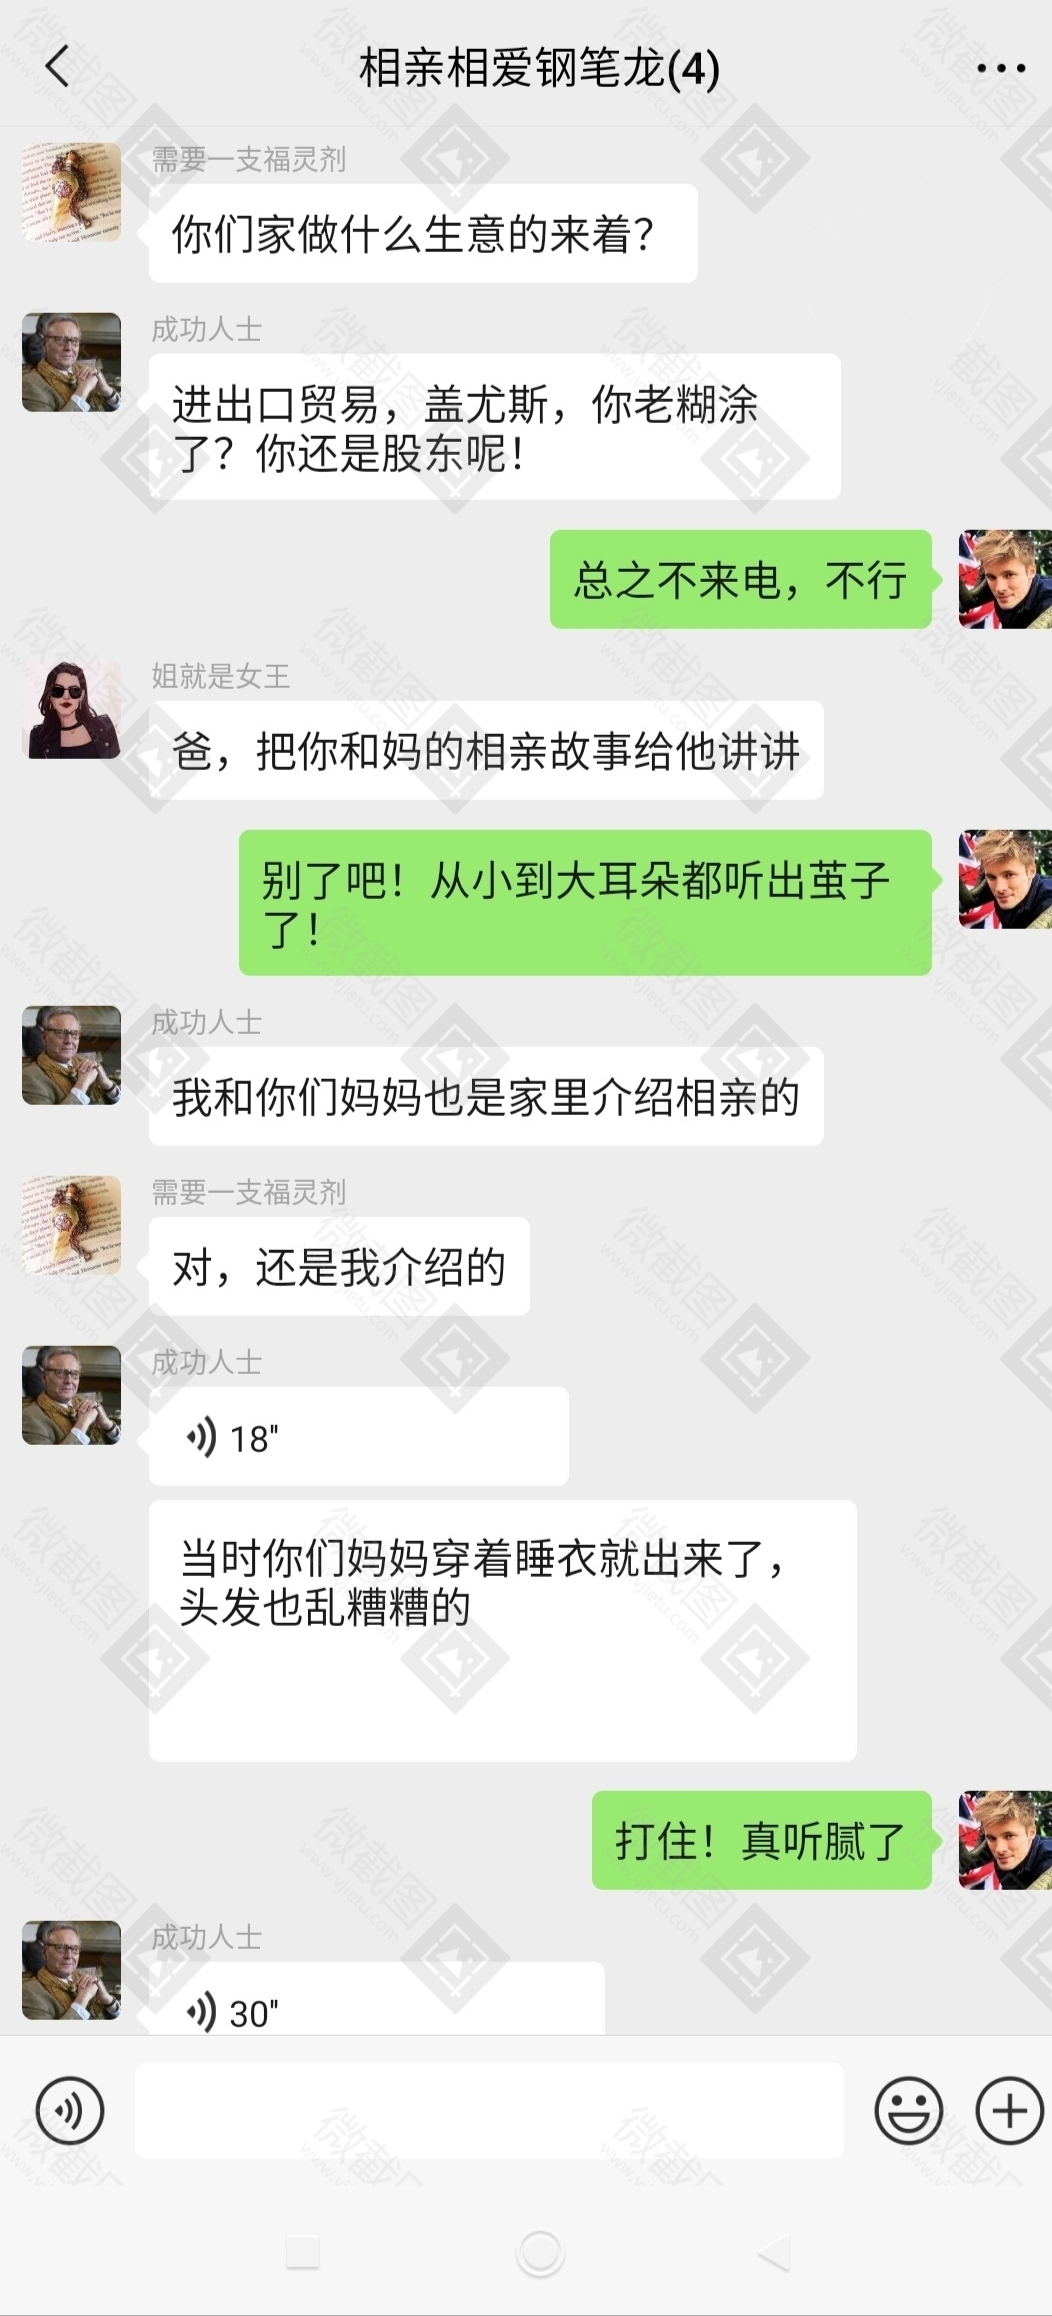 相亲相爱钢笔龙(4)
需要一支福灵剂
你们家做什么生意的来着？
成功人士
进出口贸易，盖尤斯，你老糊涂
了？你还是股东呢！
总之不来电，不行
姐就是女王
爸，把你和妈的相亲故事给他讲讲
别了吧！从小到大耳朵都听出茧子
了！
成功人士
我和你们妈妈也是家里介绍相亲的
需要一支福灵剂
对，还是我介绍的
成功人士
18"
当时你们妈妈穿着睡衣就出来了，
头发也乱糟糟的
打住！真听腻了
成功人士
30"
微截图
www.vjietu.com